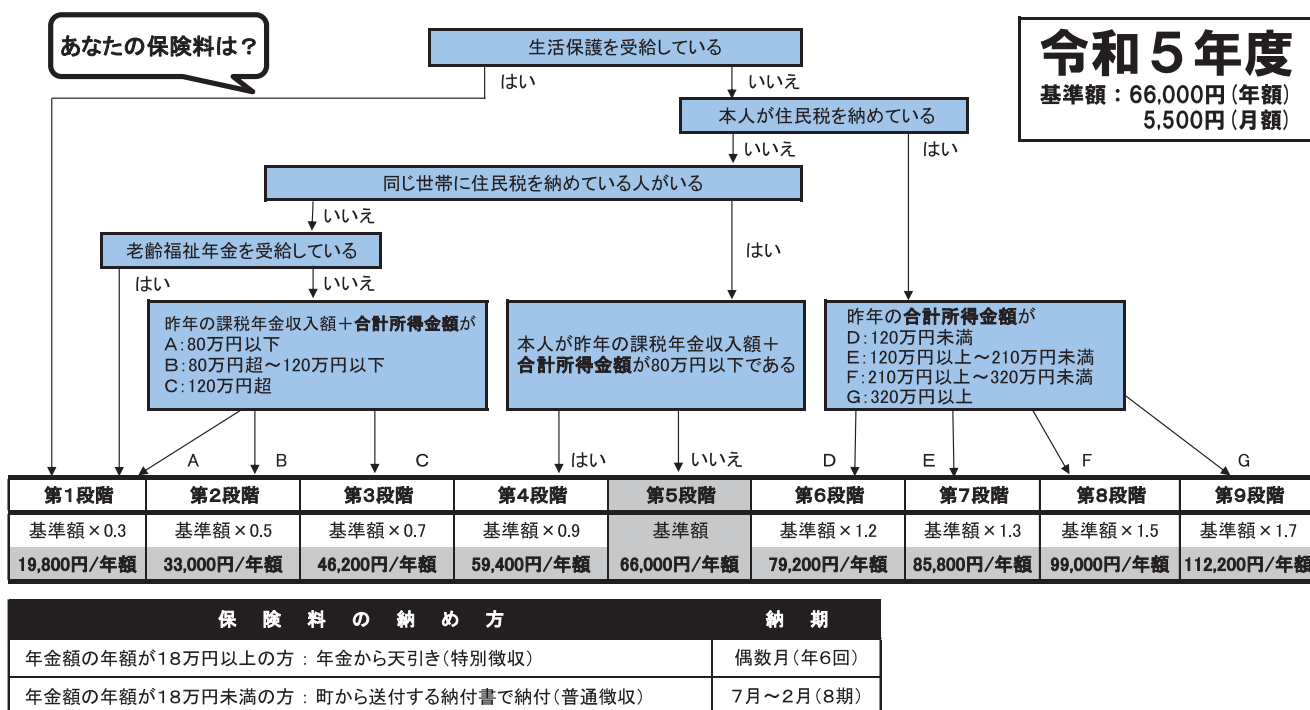 あなたの保険料は？
令和５年度
基準額：66,000円(年額)
5,500円(月額)
生活保護を受給している
はい
いいえ
本人が住民税を納めている
いいえ
はい
同じ世帯に住民税を納めている人がいる
いいえ
はい
老齢福祉年金を受給している
はい
いいえ
昨年の課税年金収入額＋合計所得金額が
A:80万円以下
B:80万円超～120万円以下
C:120万円超
本人が昨年の課税年金収入額＋
合計所得金額が80万円以下である
昨年の合計所得金額が
D:120万円未満
E:120万円以上～210万円未満
F:210万円以上～320万円未満
G:320万円以上
A B C はい いいえ D E F G
第1段階 第2段階 第3段階 第4段階 第5段階 第6段階 第7段階 第8段階 第9段階
基準額×0.3 基準額×0.5 基準額×0.7 基準額×0.9 基準額 基準額×1.2 基準額×1.3 基準額×1.5 基準額×1.7
19,800円/年額 33,000円/年額 46,200円/年額 59,400円/年額 66,000円/年額 79,200円/年額 85,800円/年額 99,000円/年額 112,200円/年額
保険料の納め方 納期
年金額の年額が18万円以上の方：年金から天引き(特別徴収) 偶数月(年6回)
年金額の年額が18万円未満の方：町から送付する納付書で納付(普通徴収) 7月～2月(8期)